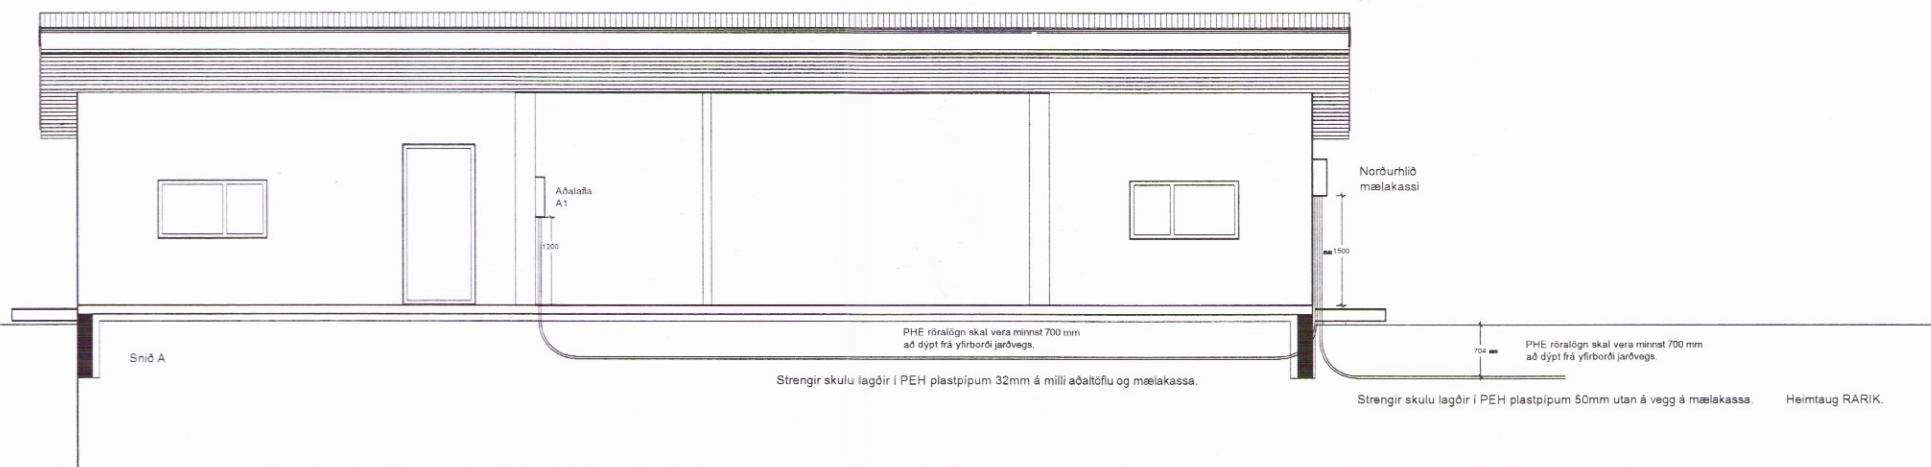 Norðurhlið
mælakassi
Aðalafla
A1
1200
1500
PHE röralögn skal vera minnst 700 mm
að dýpt frá yfirborði jarðvegs.
704 mm
PHE röralögn skal vera minnst 700 mm
að dýpt frá yfirborði jarðvegs.
Snið A
Strengir skulu lagðir í PEH plastpípum 32mm á milli aðaltöflu og mælakassa.
Strengir skulu lagðir í PEH plastpípum 50mm utan á vegg á mælakassa. Heimtaug RARIK.